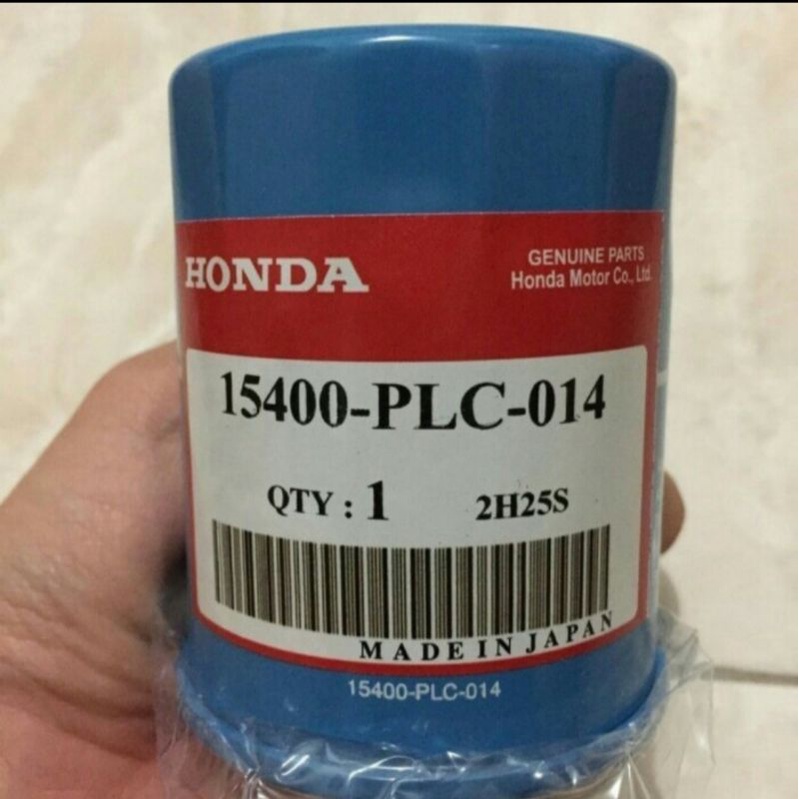 HONDA
GENUINE PARTS
Honda Motor Co., Ltd.
15400-PLC-014
QTY : 1 2H25S
MADE IN JAPAN
15400-PLC-014